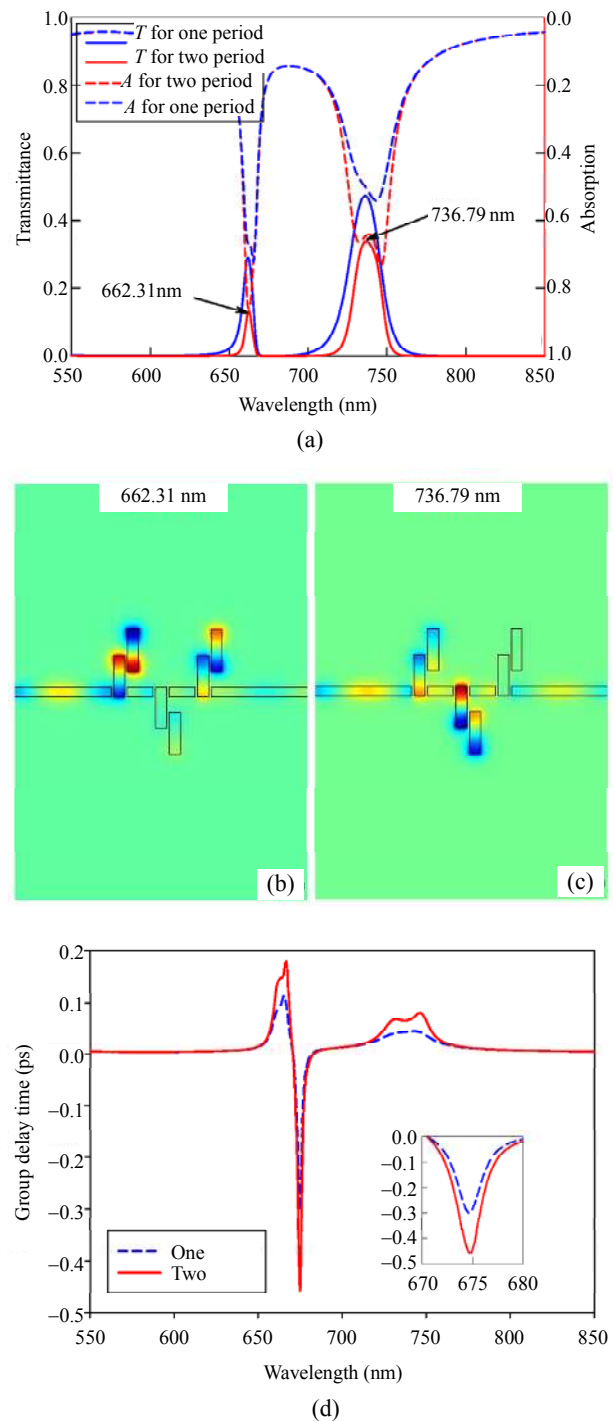 T for one period
T for two period
A for two period
A for one period
1.0
0.8
0.6
0.4
0.2
0.0
Transmittance
0.0
0.2
0.4
0.6
0.8
1.0
Absorption
736.79 nm
662.31nm
550 600 650 700 750 800 850
Wavelength (nm)
(a)
662.31 nm
736.79 nm
(b)
(c)
0.2
0.1
0.0
–0.1
–0.2
–0.3
–0.4
–0.5
Group delay time (ps)
0.0
–0.1
–0.2
–0.3
–0.4
–0.5
670 675 680
One
Two
550 600 650 700 750 800 850
Wavelength (nm)
(d)